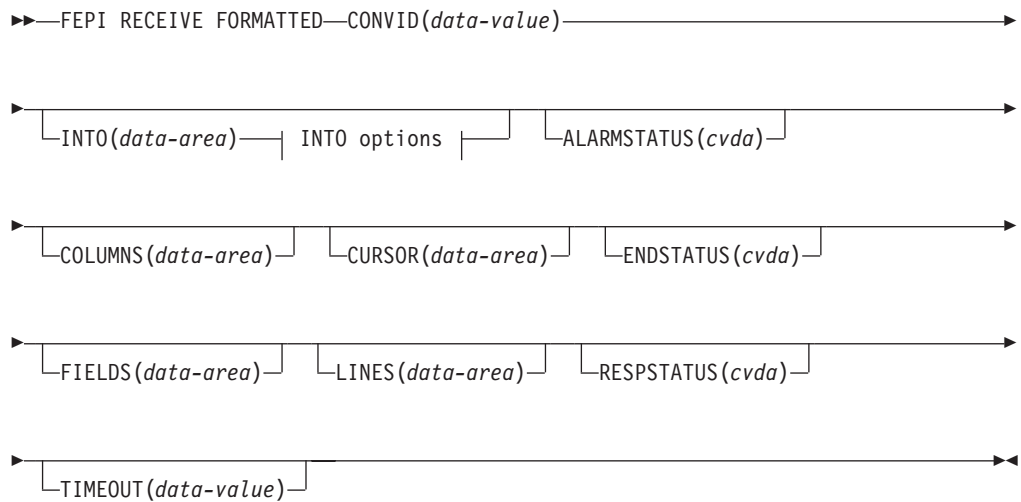 FEPI RECEIVE FORMATTED CONVID(data-value)
INTO(data-area) INTO options ALARMSTATUS(cvda)
COLUMNS(data-area) CURSOR(data-area) ENDSTATUS(cvda)
FIELDS(data-area) LINES(data-area) RESPSTATUS(cvda)
TIMEOUT(data-value)